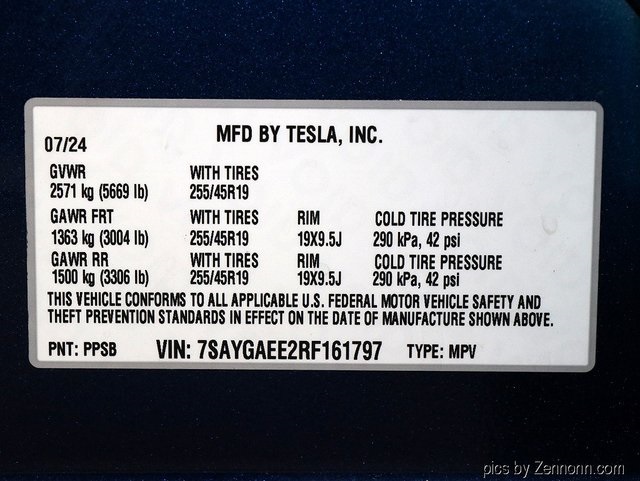 07/24 MFD BY TESLA, INC.
GVWR WITH TIRES
2571 kg (5669 lb) 255/45R19
GAWR FRT WITH TIRES RIM COLD TIRE PRESSURE
1363 kg (3004 lb) 255/45R19 19X9.5J 290 kPa, 42 psi
GAWR RR WITH TIRES RIM COLD TIRE PRESSURE
1500 kg (3306 lb) 255/45R19 19X9.5J 290 kPa, 42 psi
THIS VEHICLE CONFORMS TO ALL APPLICABLE U.S. FEDERAL MOTOR VEHICLE SAFETY AND
THEFT PREVENTION STANDARDS IN EFFECT ON THE DATE OF MANUFACTURE SHOWN ABOVE.
PNT: PPSB VIN: 7SAYGAEE2RF161797 TYPE: MPV
pics by Zennonn.com